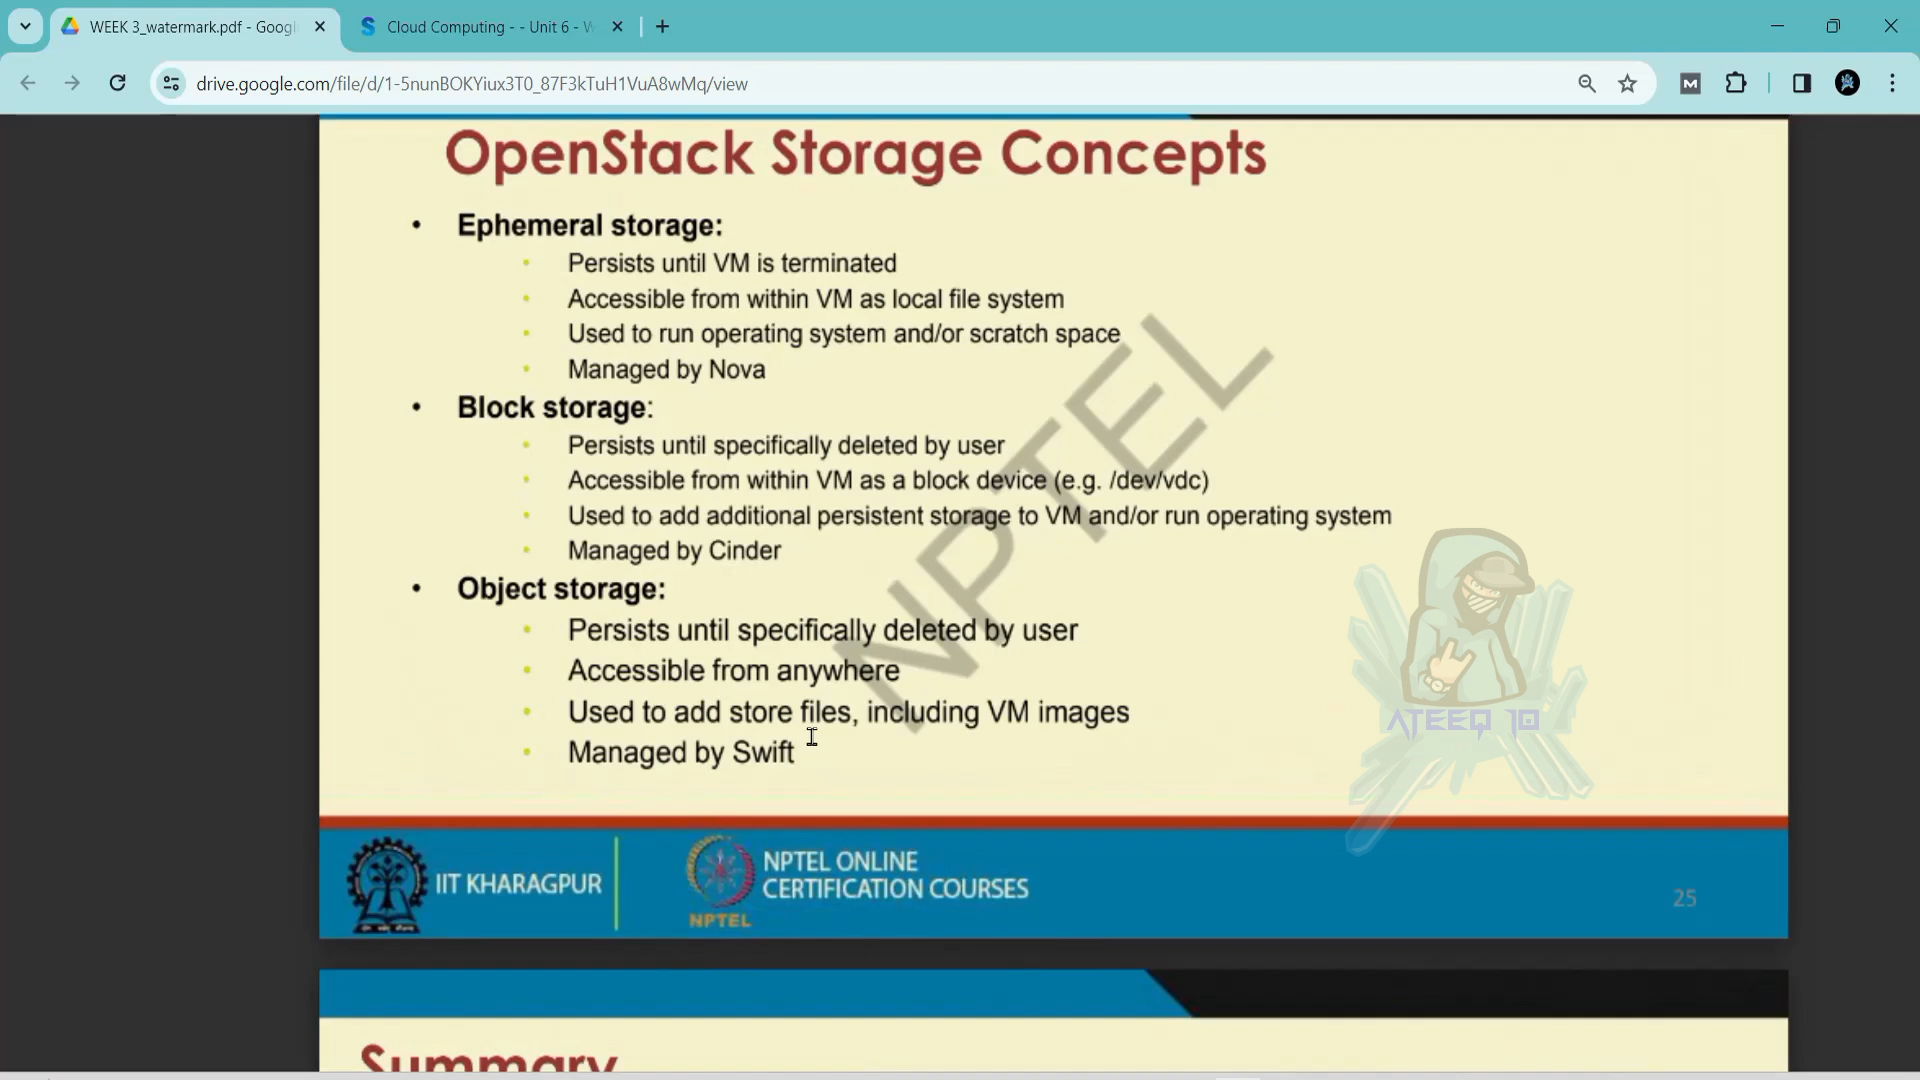 WEEK 3_watermark.pdf - Googl
Cloud Computing - - Unit 6 - W
drive.google.com/file/d/1-5nunBOKYiux3T0_87F3kTuH1VuA8wMq/view
M
OpenStack Storage Concepts
• Ephemeral storage:
• Persists until VM is terminated
• Accessible from within VM as local file system
• Used to run operating system and/or scratch space
• Managed by Nova
• Block storage:
• Persists until specifically deleted by user
• Accessible from within VM as a block device (e.g. /dev/vdc)
• Used to add additional persistent storage to VM and/or run operating system
• Managed by Cinder
• Object storage:
• Persists until specifically deleted by user
• Accessible from anywhere
• Used to add store files, including VM images
• Managed by Swift
NPTEL
ATEEQ 10
IIT KHARAGPUR
NPTEL
NPTEL ONLINE
CERTIFICATION COURSES
25
Summary